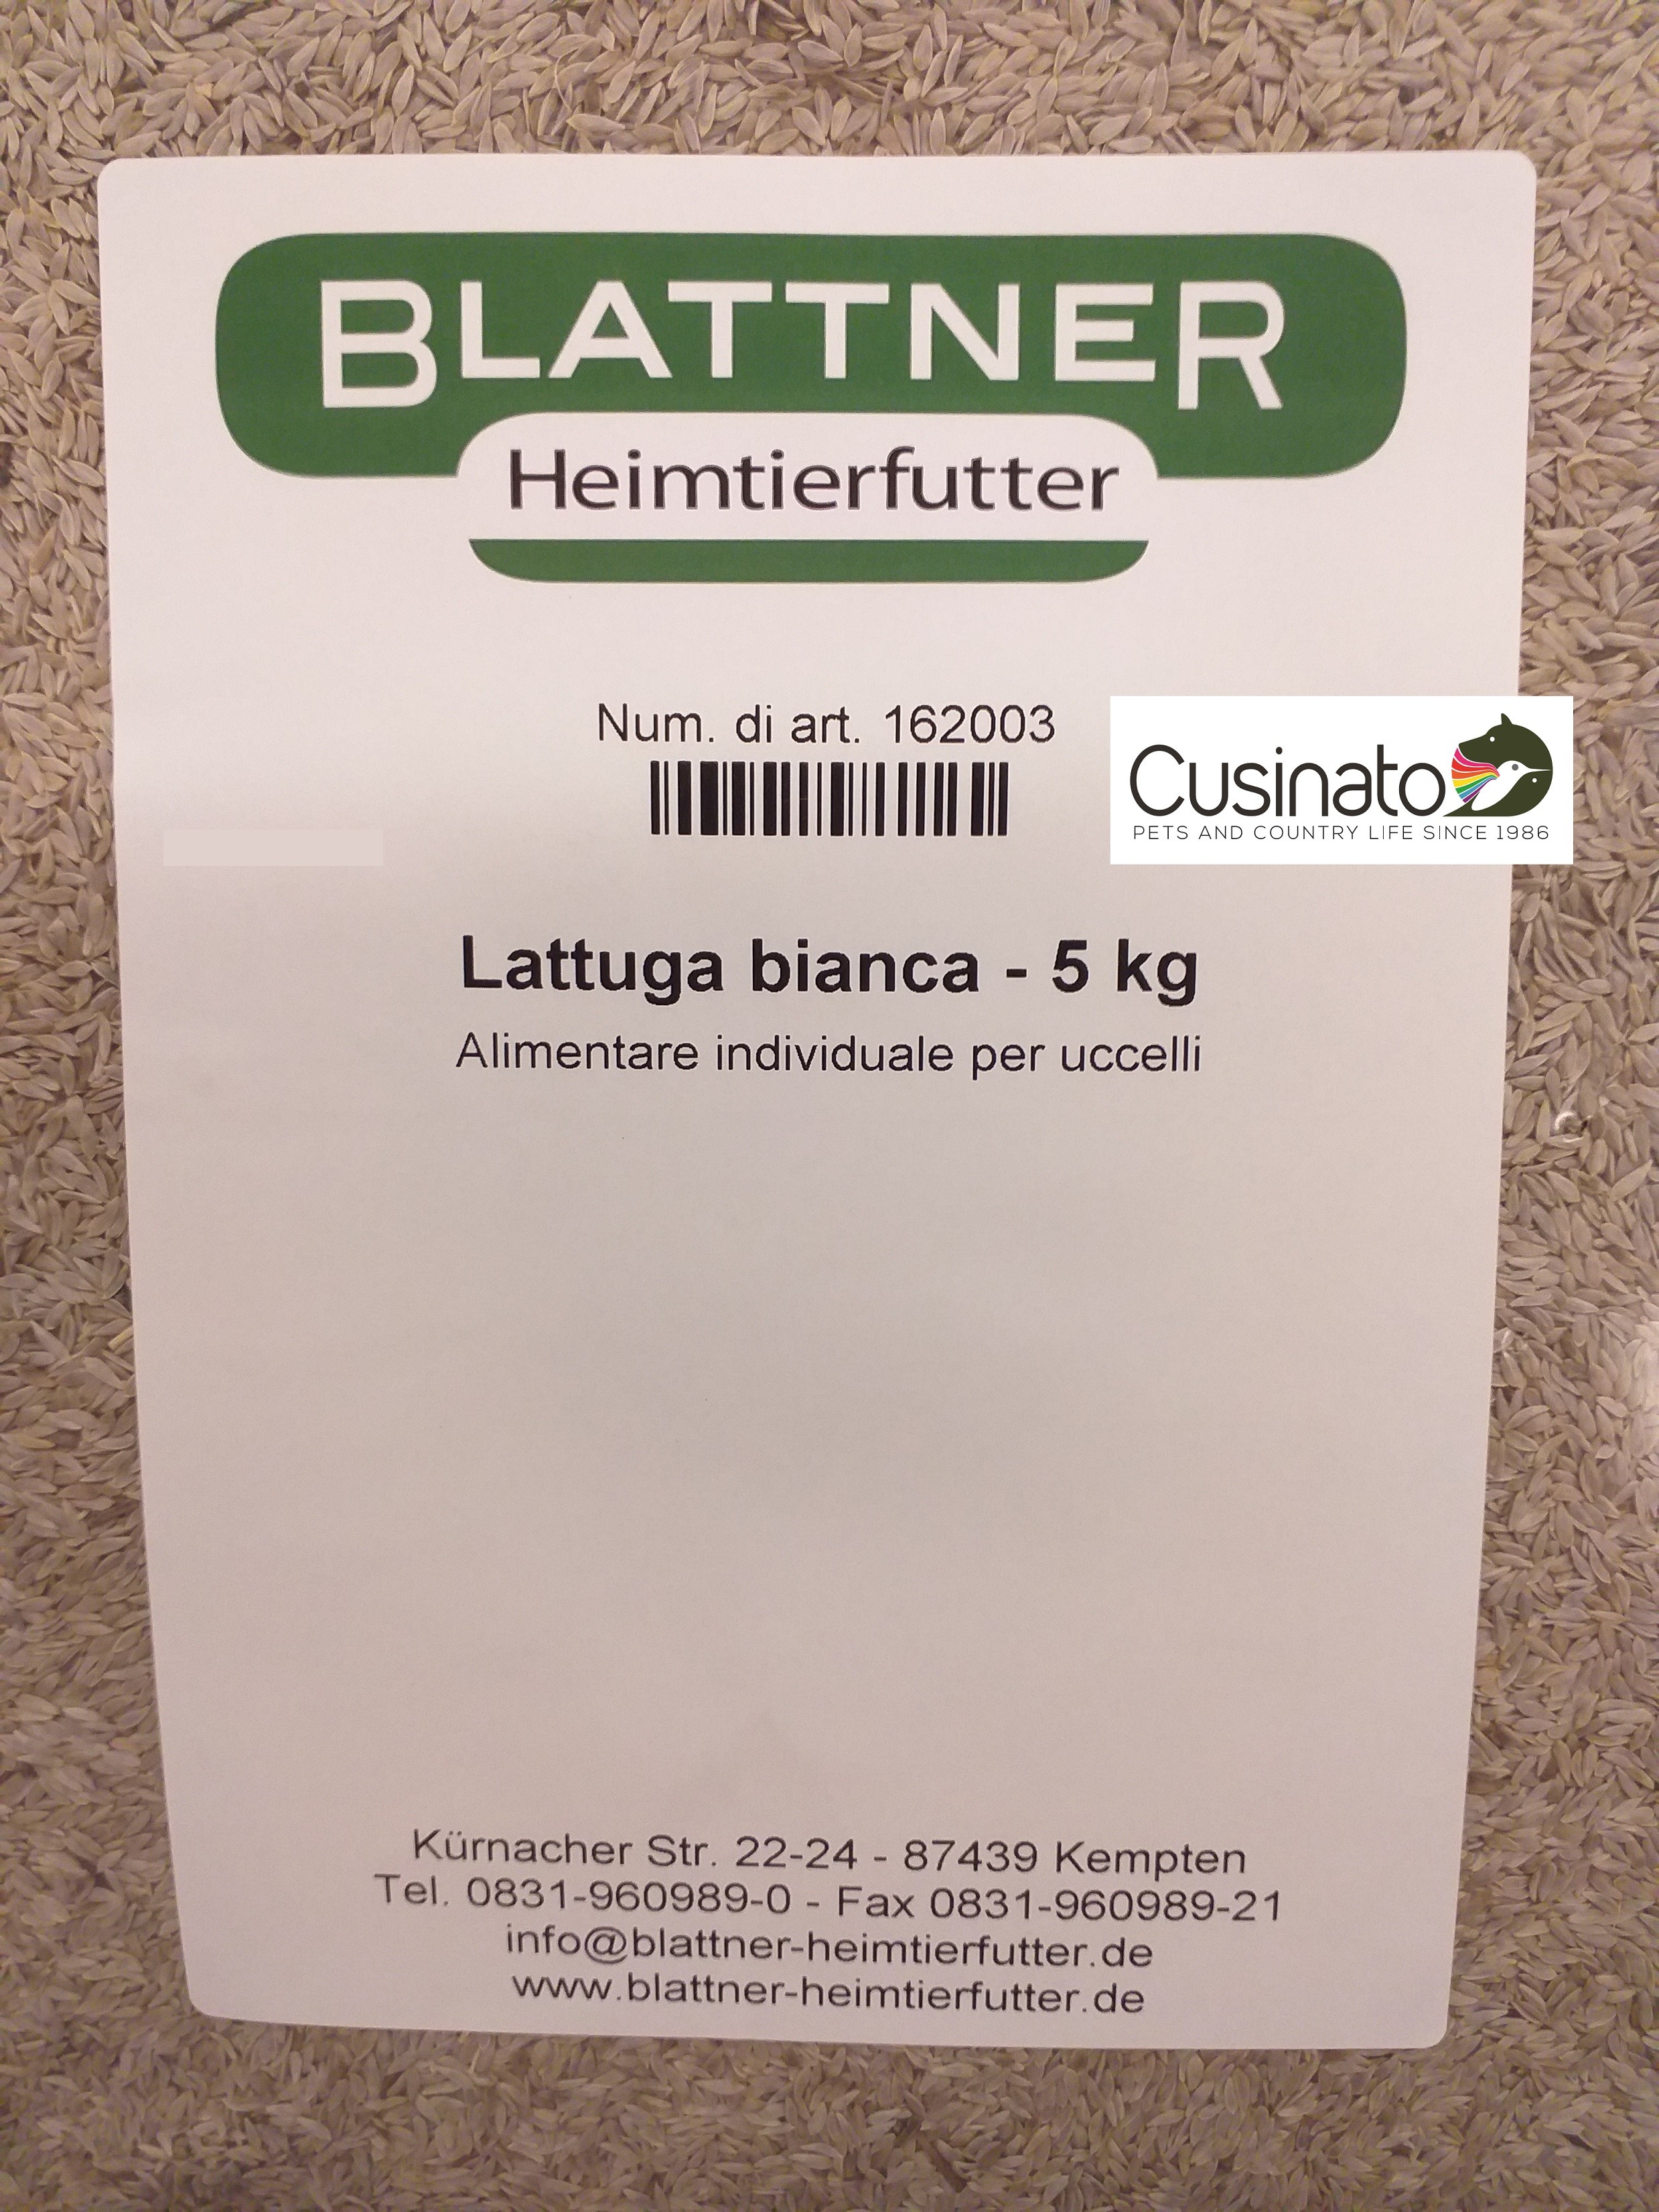 BLATTNER
Heimtierfutter
Num. di art. 162003
Cusinato
PETS AND COUNTRY LIFE SINCE 1986
Lattuga bianca - 5 kg
Alimentare individuale per uccelli
Kürnacher Str. 22-24 - 87439 Kempten
Tel. 0831-960989-0 - Fax 0831-960989-21
info@blattner-heimtierfutter.de
www.blattner-heimtierfutter.de